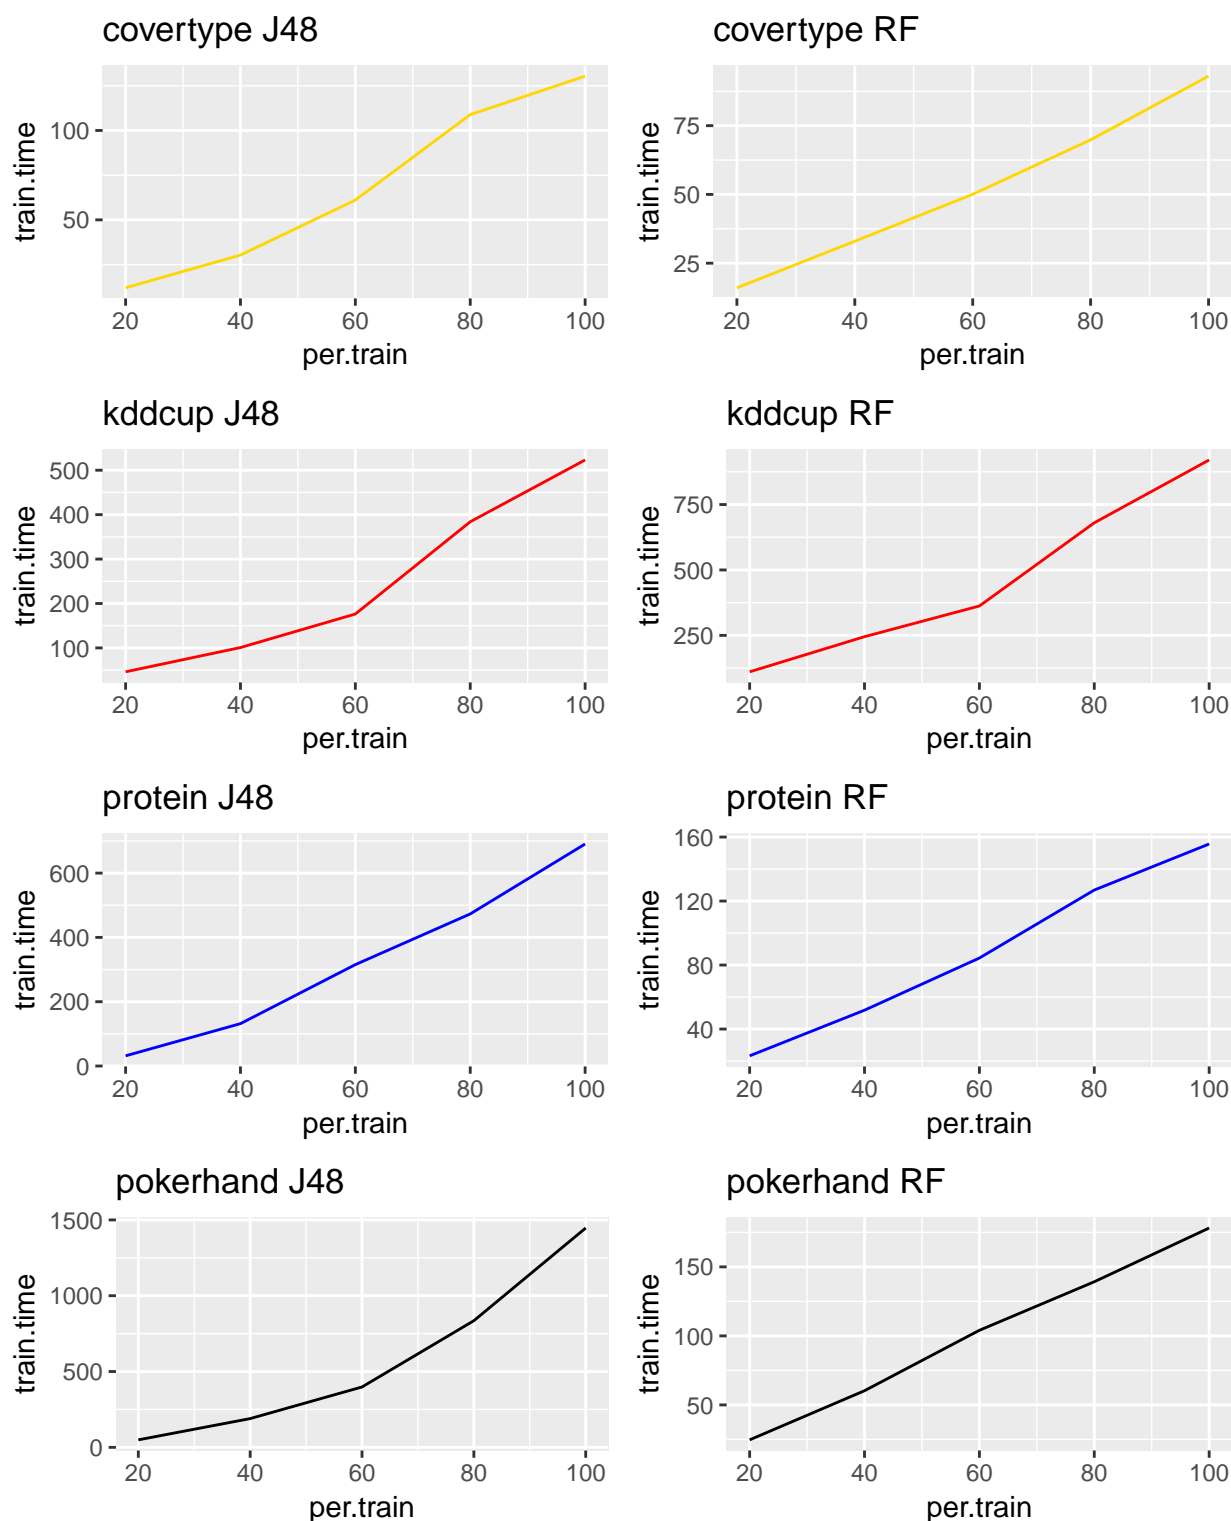 covertype J48
train.time
100
50
20 40 60 80 100
per.train
covertype RF
train.time
75
50
25
20 40 60 80 100
per.train
kddcup J48
train.time
500
400
300
200
100
20 40 60 80 100
per.train
kddcup RF
train.time
750
500
250
20 40 60 80 100
per.train
protein J48
train.time
600
400
200
0
20 40 60 80 100
per.train
protein RF
train.time
160
120
80
40
20 40 60 80 100
per.train
pokerhand J48
train.time
1500
1000
500
0
20 40 60 80 100
per.train
pokerhand RF
train.time
150
100
50
20 40 60 80 100
per.train